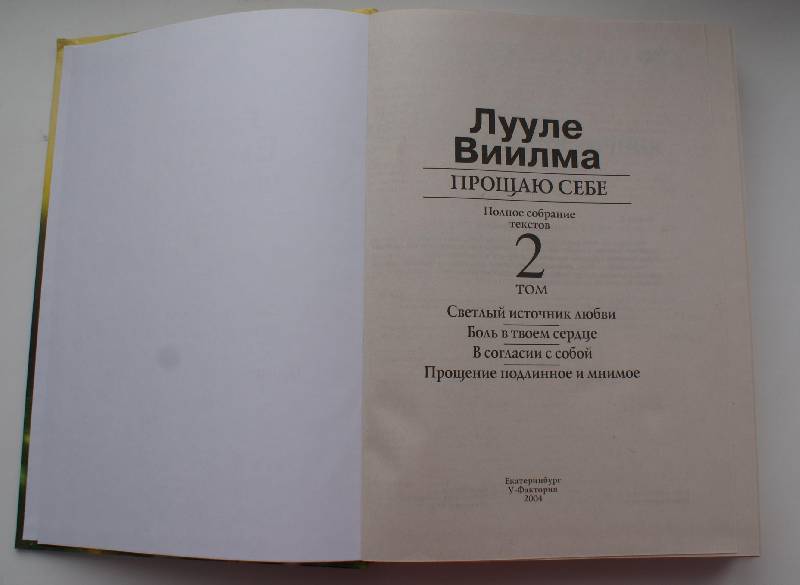 Лууле
Виилма
ПРОЩАЮ СЕБЕ
Полное собрание
текстов
2
ТОМ
Светлый источник любви
Боль в твоем сердце
В согласии с собой
Прощение подлинное и мнимое
Екатеринбург
У-Фактория
2004